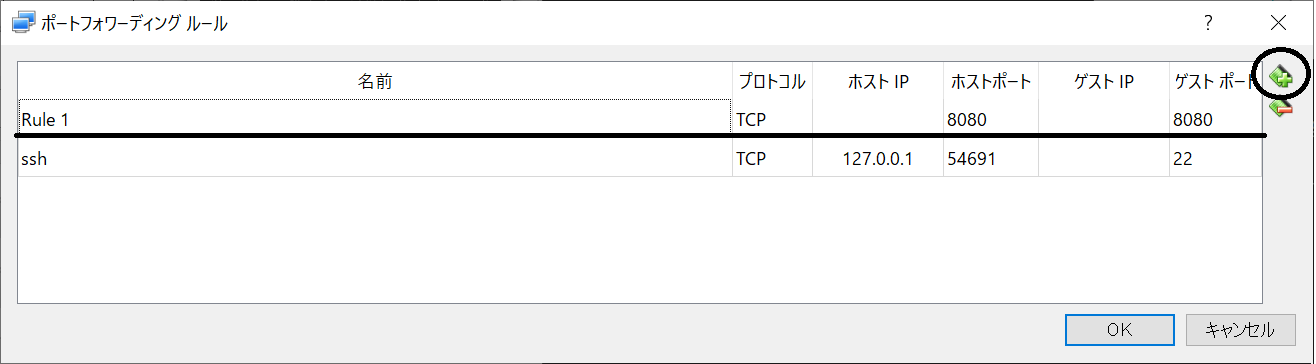 ポートフォワーディング ルール
名前 プロトコル ホスト IP ホストポート ゲスト IP ゲスト ポート
Rule 1 TCP 8080 8080
ssh TCP 127.0.0.1 54691 22
OK キャンセル